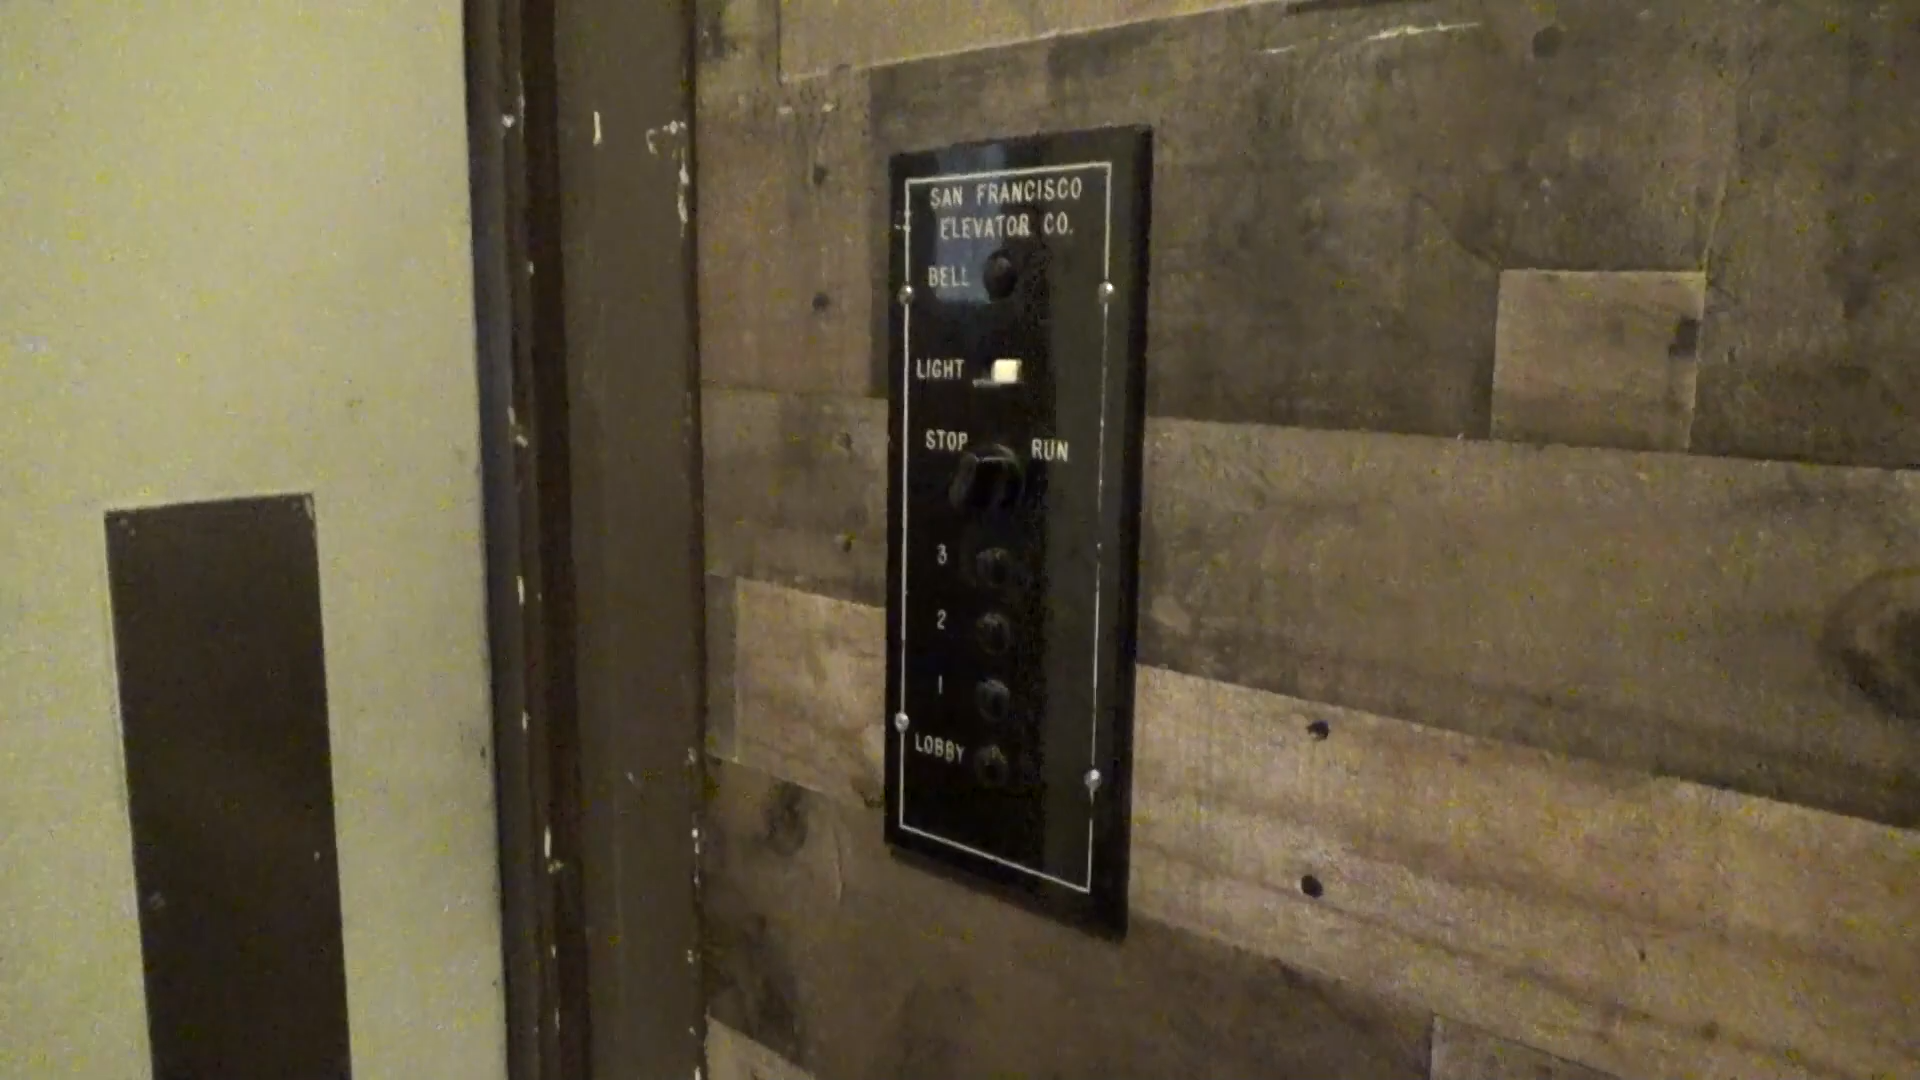 SAN FRANCISCO
ELEVATOR CO.
BELL
LIGHT
STOP RUN
3
2
1
LOBBY